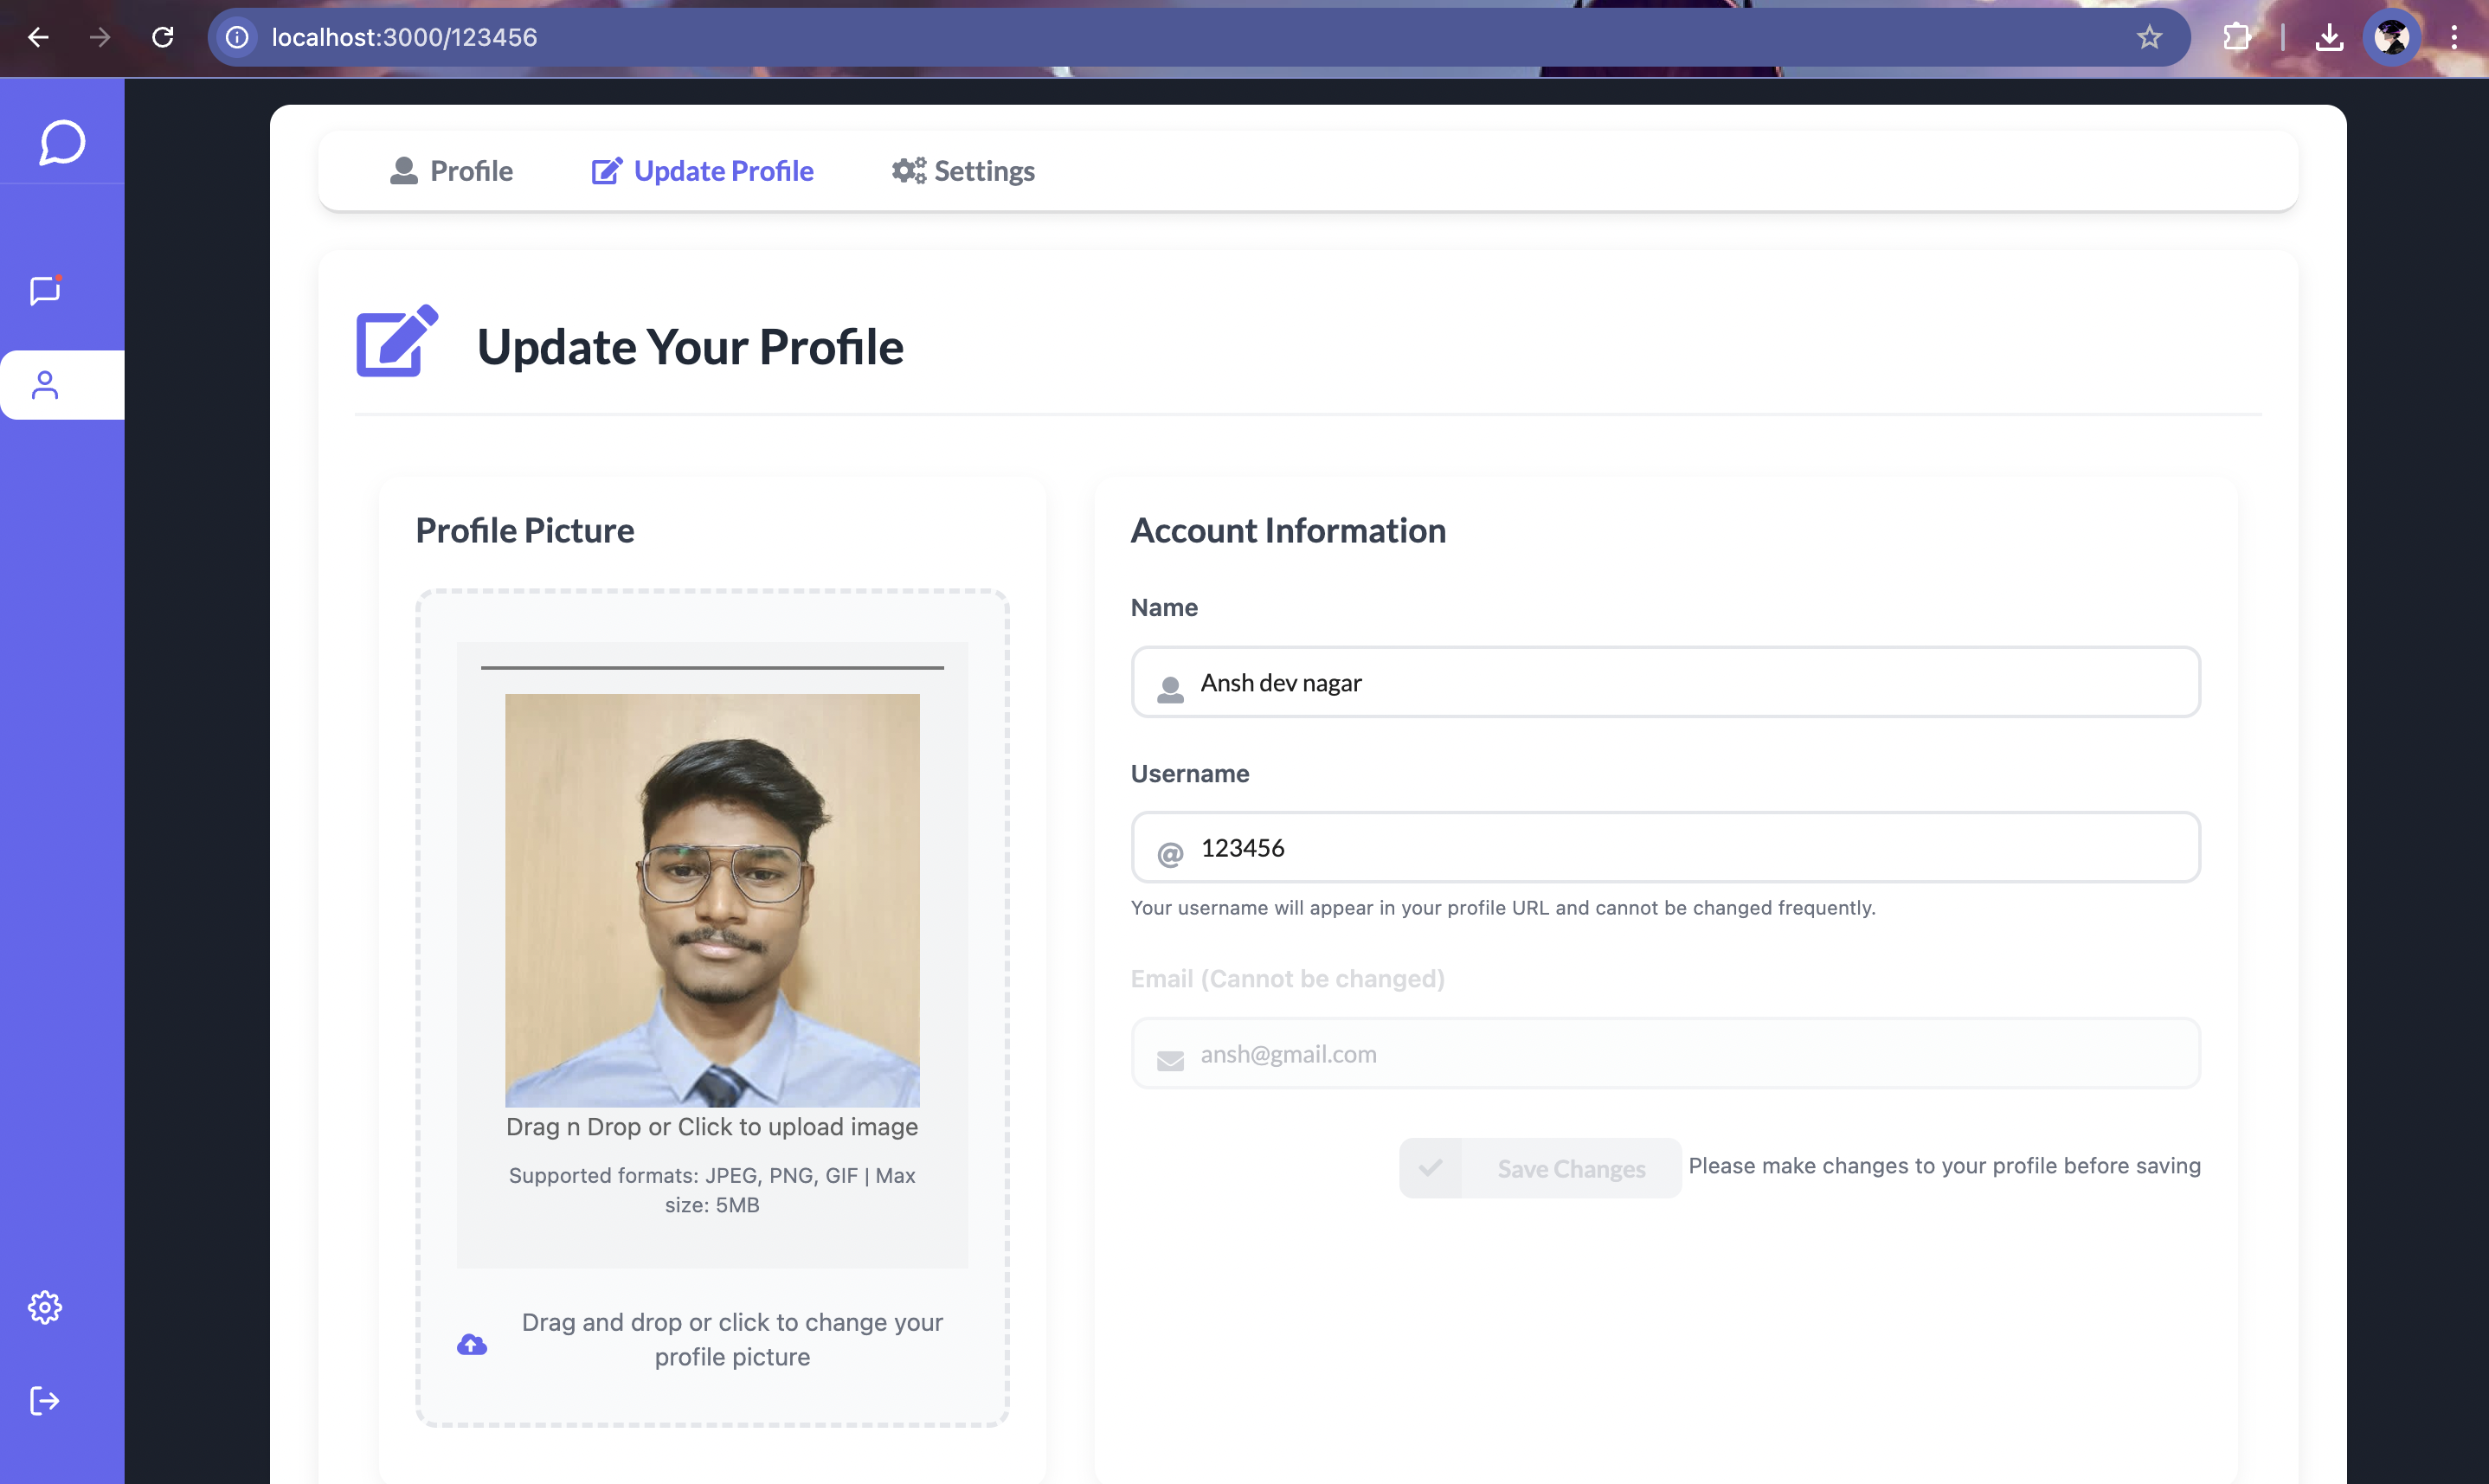 localhost:3000/123456
Profile
Update Profile
Settings
Update Your Profile
Profile Picture
Drag n Drop or Click to upload image
Supported formats: JPEG, PNG, GIF | Max
size: 5MB
Drag and drop or click to change your
profile picture
Account Information
Name
Ansh dev nagar
Username
@ 123456
Your username will appear in your profile URL and cannot be changed frequently.
Email (Cannot be changed)
ansh@gmail.com
Save Changes
Please make changes to your profile before saving